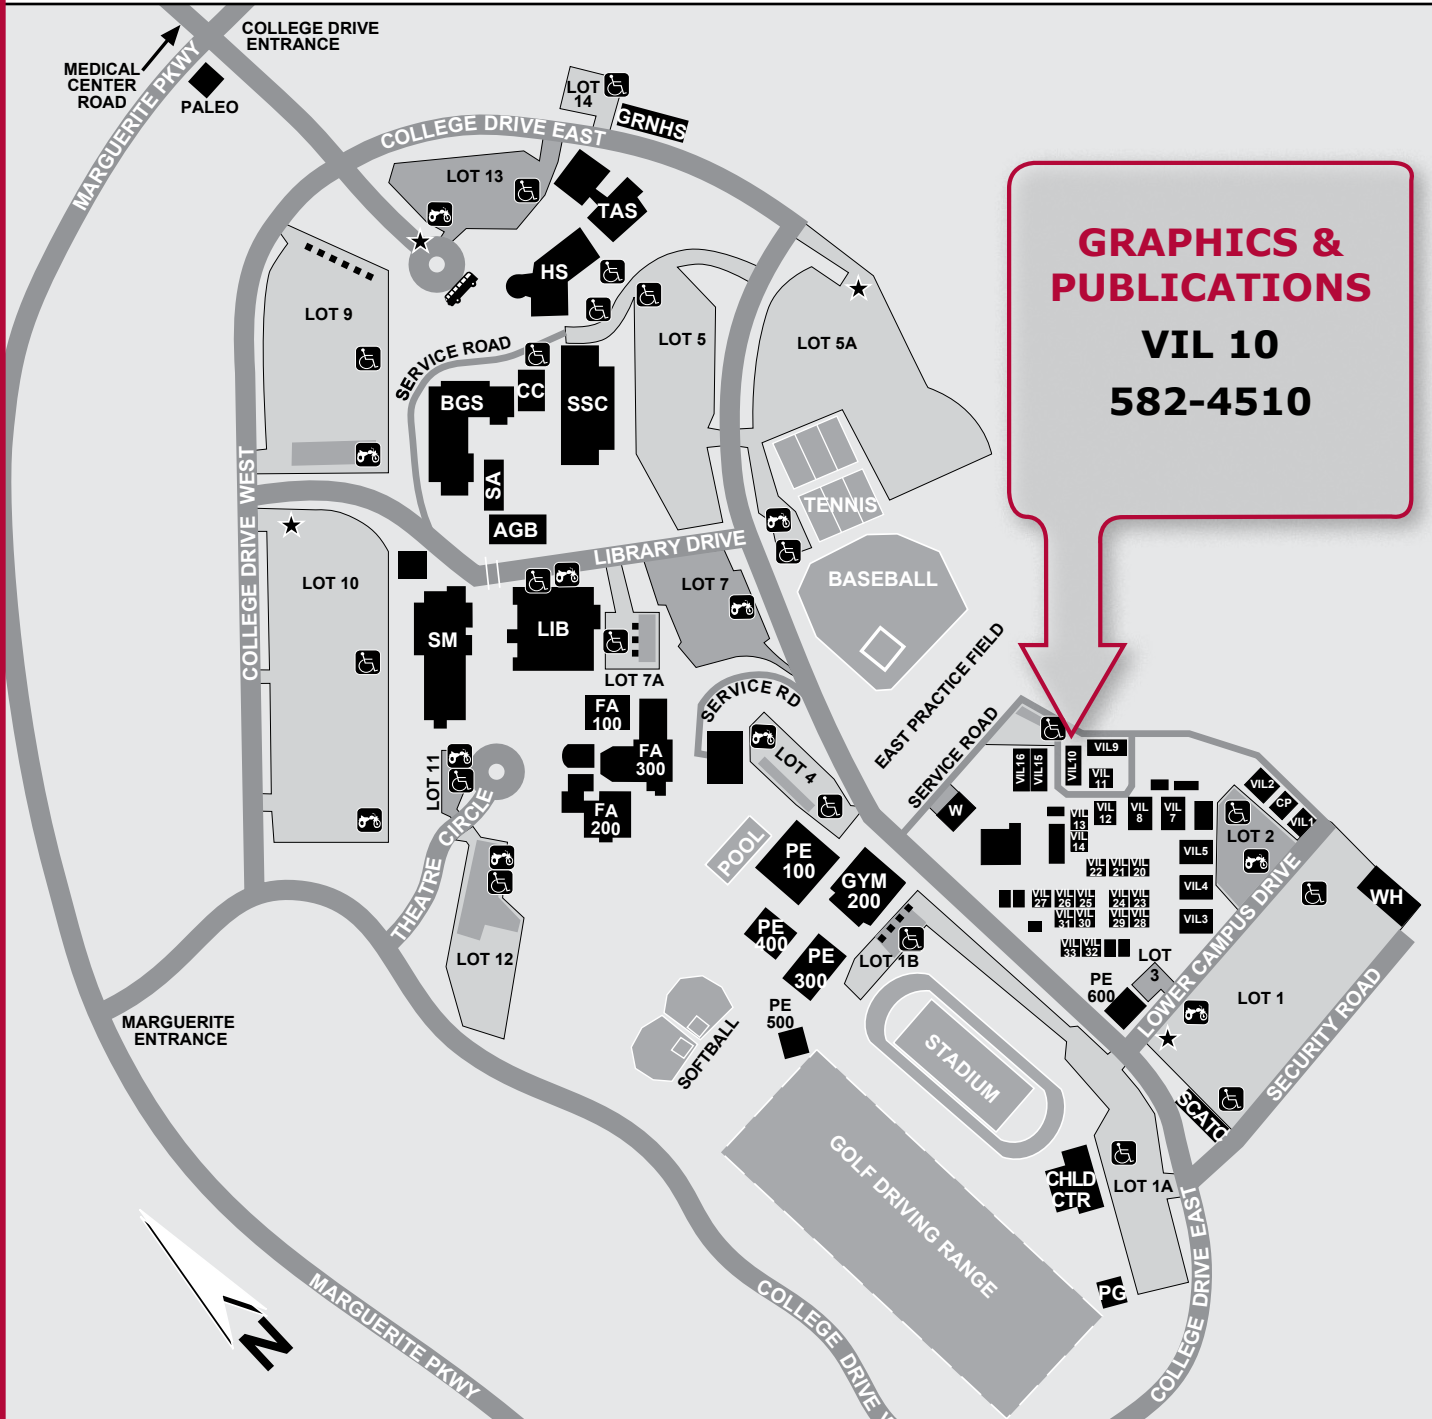 COLLEGE DRIVE
ENTRANCE
MEDICAL
CENTER
ROAD
PALEO
MARGUERITE PKWY
LOT
14
GRNHS
COLLEGE DRIVE EAST
LOT 13
TAS
HS
LOT 9
SERVICE ROAD
LOT 5
LOT 5A
GRAPHICS &
PUBLICATIONS
VIL 10
582-4510
CC
BGS
SSC
SA
AGB
COLLEGE DRIVE WEST
TENNIS
LIBRARY DRIVE
LOT 10
LOT 7
BASEBALL
SM
LIB
LOT 7A
EAST PRACTICE FIELD
SERVICE RD
FA
100
FA
300
FA
200
LOT 11
LOT 4
SERVICE ROAD
VIL16
VIL15
VIL10
VIL9
VIL
11
VIL2
CP
VIL1
W
VIL
12
VIL
8
VIL
7
VIL
13
VIL
14
LOT 2
VIL5
VIL
22
VIL
21
VIL
20
VIL4
VIL
27
VIL
26
VIL
25
VIL
24
VIL
23
VIL
31
VIL
30
VIL
29
VIL
28
VIL3
VIL
33
VIL
32
WH
THEATRE CIRCLE
POOL
PE
100
GYM
200
PE
400
PE
300
LOT 1B
LOT 12
LOT
3
PE
600
LOWER CAMPUS DRIVE
LOT 1
SECURITY ROAD
PE
500
SOFTBALL
STADIUM
MARGUERITE
ENTRANCE
SCATC
GOLF DRIVING RANGE
CHLD
CTR
LOT 1A
PG
COLLEGE DRIVE EAST
COLLEGE DRIVE
MARGUERITE PKWY
N